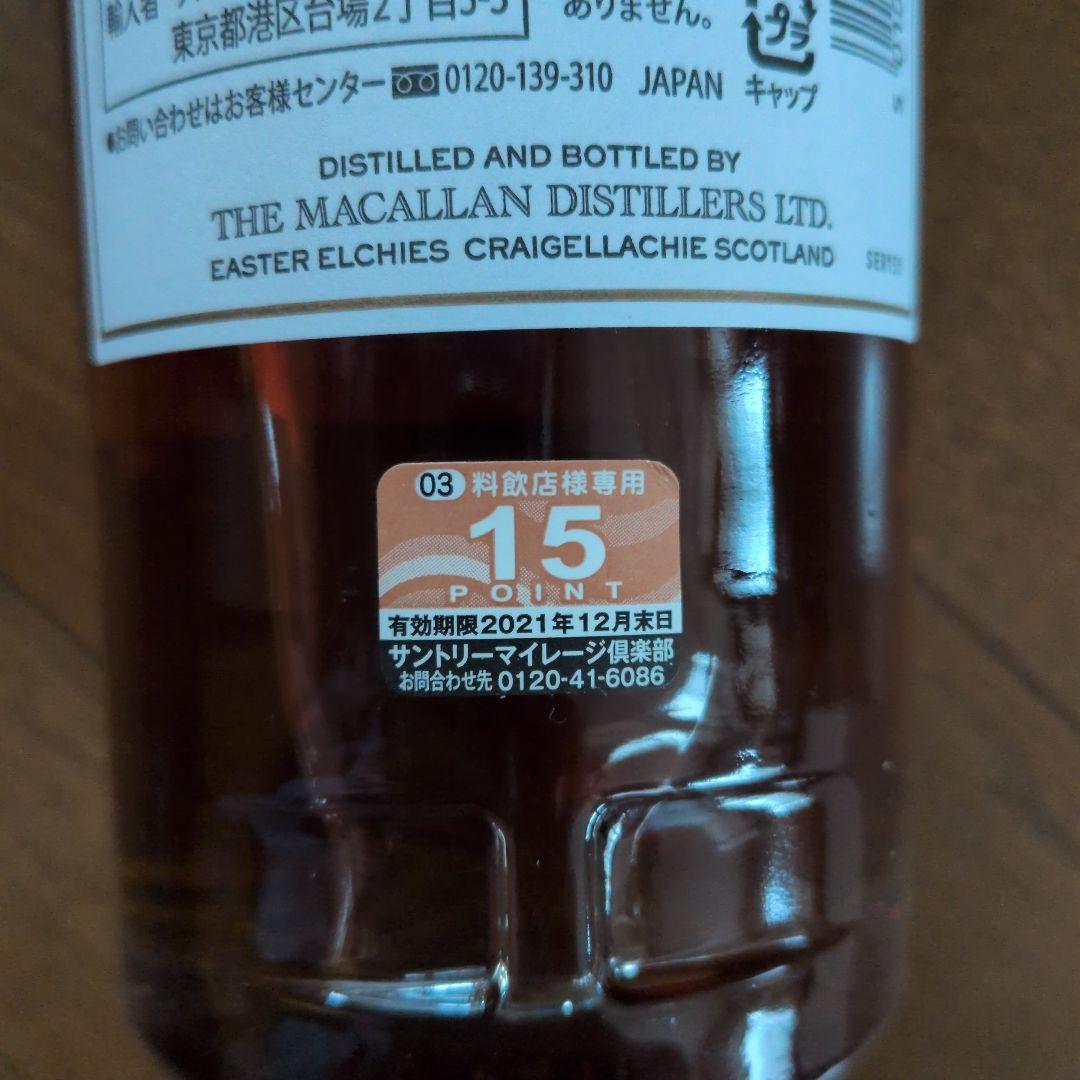 輸入者
東京都港区台場2丁目3-3
ありません。
プラ
キャップ
●お問い合わせはお客様センター 0120-139-310 JAPAN
DISTILLED AND BOTTLED BY
THE MACALLAN DISTILLERS LTD.
EASTER ELCHIES CRAIGELLACHIE SCOTLAND
03 料飲店様専用
15
POINT
有効期限2021年12月末日
サントリーマイレージ倶楽部
お問合わせ先 0120-41-6086